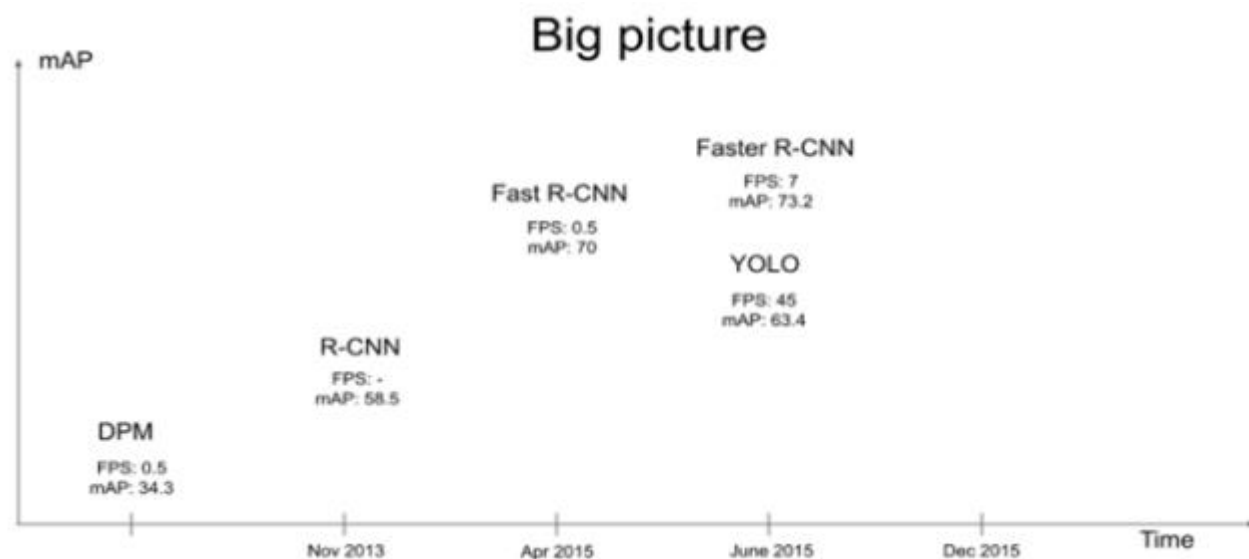 Big picture
mAP
Faster R-CNN
FPS: 7
mAP: 73.2
Fast R-CNN
FPS: 0.5
mAP: 70
YOLO
FPS: 45
mAP: 63.4
R-CNN
FPS: -
mAP: 58.5
DPM
FPS: 0.5
mAP: 34.3
Nov 2013
Apr 2015
June 2015
Dec 2015
Time